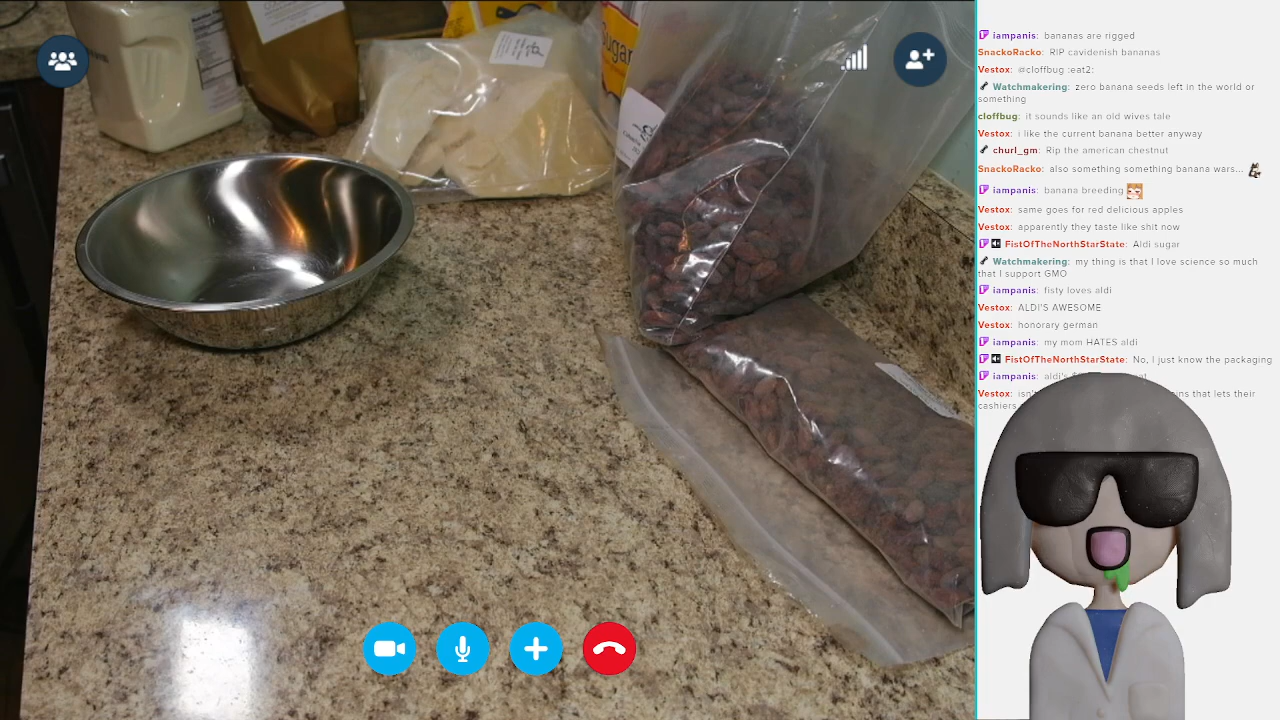 Sugar
iampanis: bananas are rigged
SnackoRacko: RIP cavidenish bananas
Vestox: @cloffbug :eat2:
Watchmakering: zero banana seeds left in the world or
something
cloffbug: it sounds like an old wives tale
Vestox: i like the current banana better anyway
churl_gm: Rip the american chestnut
SnackoRacko: also something something banana wars...
iampanis: banana breeding
Vestox: same goes for red delicious apples
Vestox: apparently they taste like shit now
FistOfTheNorthStarState: Aldi sugar
Watchmakering: my thing is that I love science so much
that I support GMO
iampanis: fisty loves aldi
Vestox: ALDI'S AWESOME
Vestox: honorary german
iampanis: my mom HATES aldi
FistOfTheNorthStarState: No, I just know the packaging
iampanis: aldi's
Vestox: that lets their
cashiers